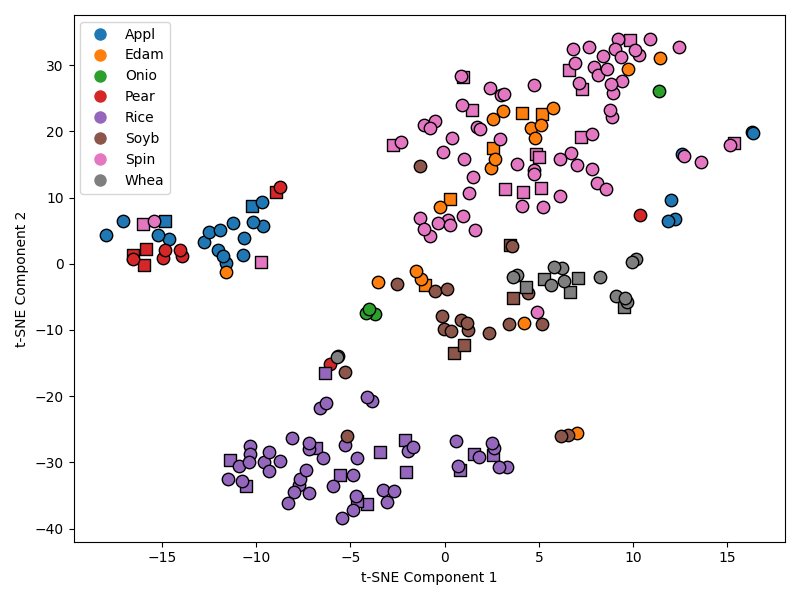 Appl
Edam
Onio
Pear
Rice
Soyb
Spin
Whea
30
20
10
0
−10
−20
−30
−40
−15
−10
−5
0
5
10
15
t-SNE Component 1
t-SNE Component 2